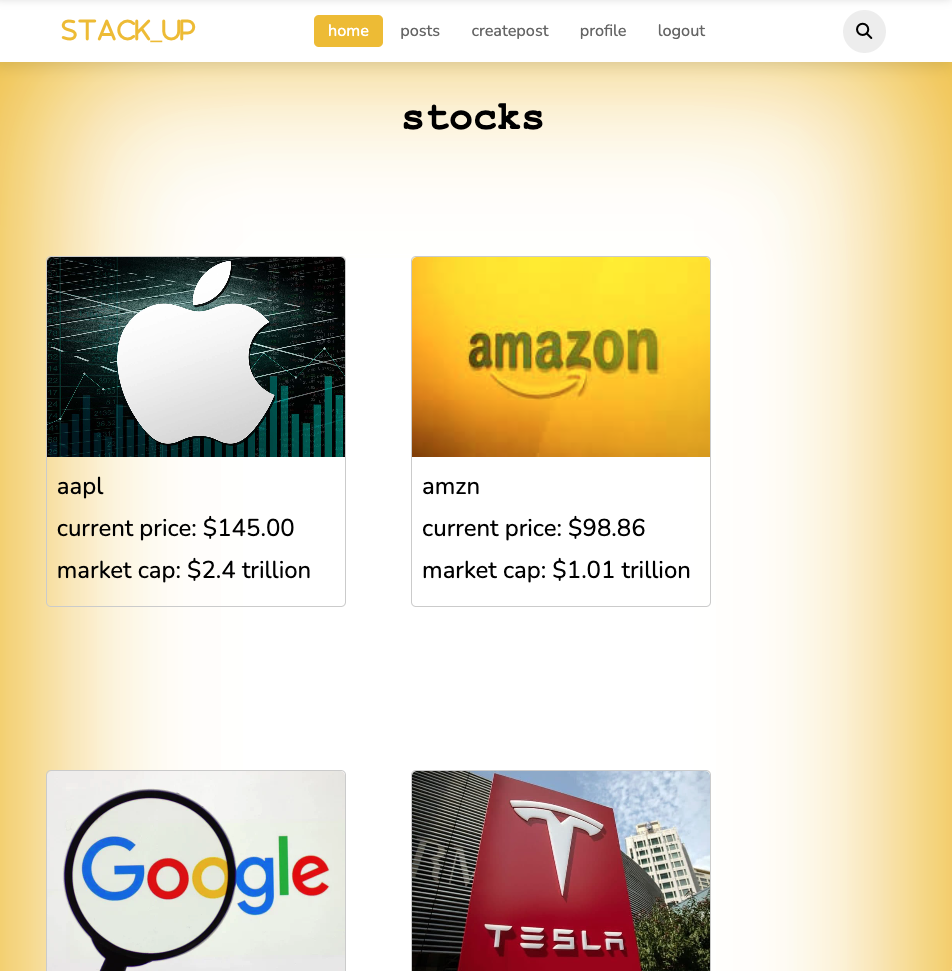 STACK_UP
home posts createpost profile logout
stocks
amazon
aapl
current price: $145.00
market cap: $2.4 trillion
amzn
current price: $98.86
market cap: $1.01 trillion
Google
TESLA